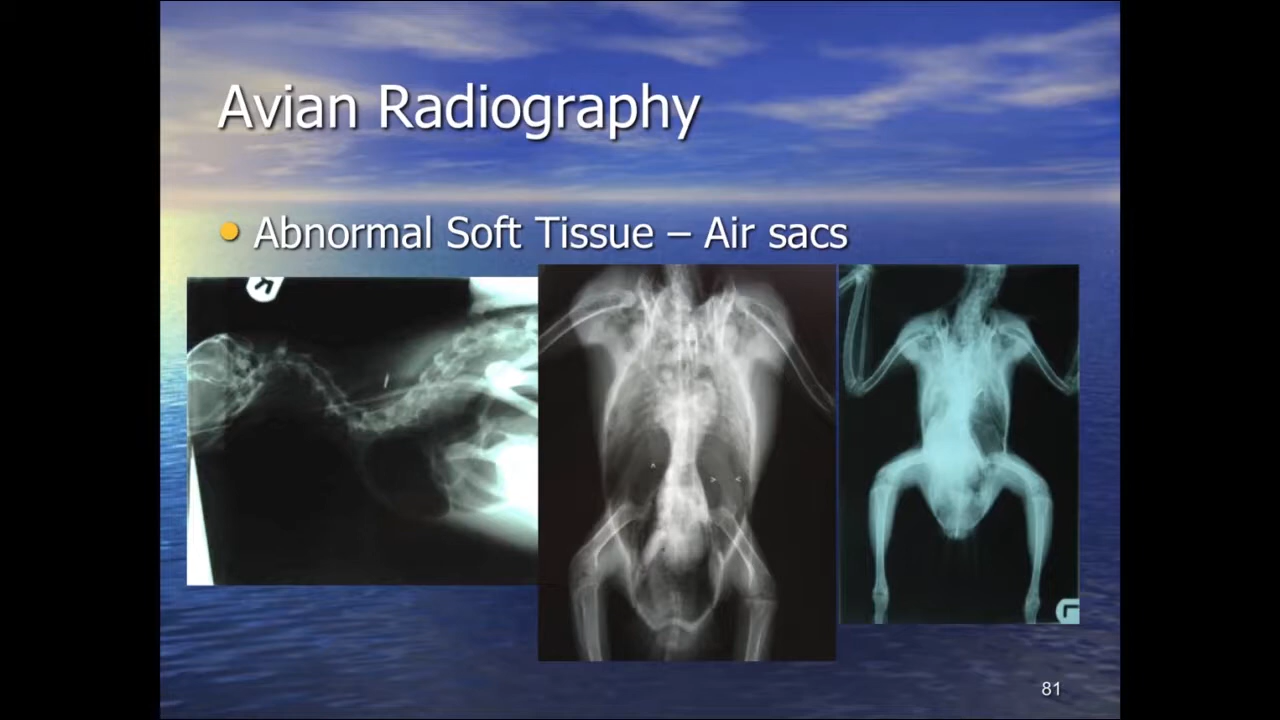 Avian Radiography
Abnormal Soft Tissue – Air sacs
R
^
> <
L
81